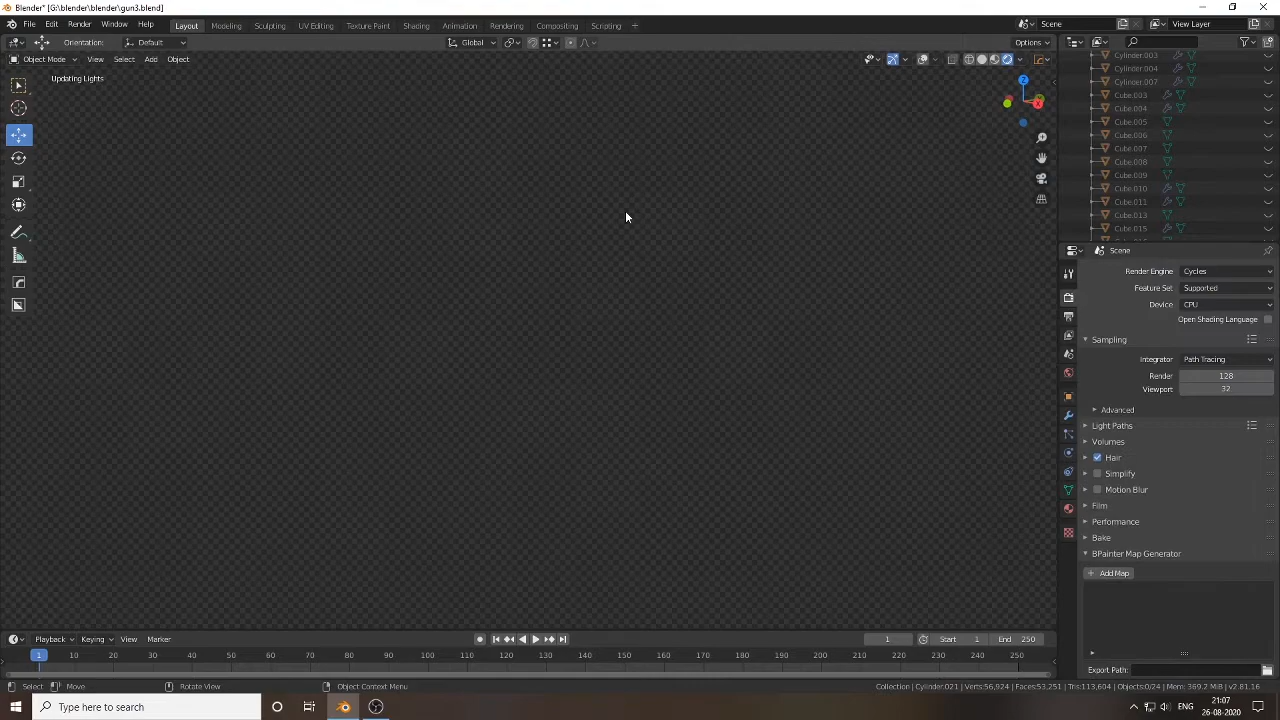 Blender* [G:\blender\blender\gun3.blend]
File Edit Render Window Help Layout Modeling Sculpting UV Editing Texture Paint Shading Animation Rendering Compositing Scripting + Scene View Layer
Orientation: Default Global Options
Object Mode View Select Add Object
Updating Lights
Z
X
Cylinder.003
Cylinder.004
Cylinder.007
Cube.003
Cube.004
Cube.005
Cube.006
Cube.007
Cube.008
Cube.009
Cube.010
Cube.011
Cube.013
Cube.015
Scene
Render Engine Cycles
Feature Set Supported
Device CPU
Open Shading Language
Sampling
Integrator Path Tracing
Render 128
Viewport 32
Advanced
Light Paths
Volumes
Hair
Simplify
Motion Blur
Film
Performance
Bake
BPainter Map Generator
+ Add Map
Export Path:
Playback Keying View Marker 1 Start 1 End 250
1 10 20 30 40 50 60 70 80 90 100 110 120 130 140 150 160 170 180 190 200 210 220 230 240 250
Select Move Rotate View Object Context Menu Collection | Cylinder.021 | Verts:56,924 | Faces:53,251 | Tris:113,604 | Objects:0/24 | Mem: 369.2 MiB | v2.81.16
Type here to search ENG 21:07
26-08-2020